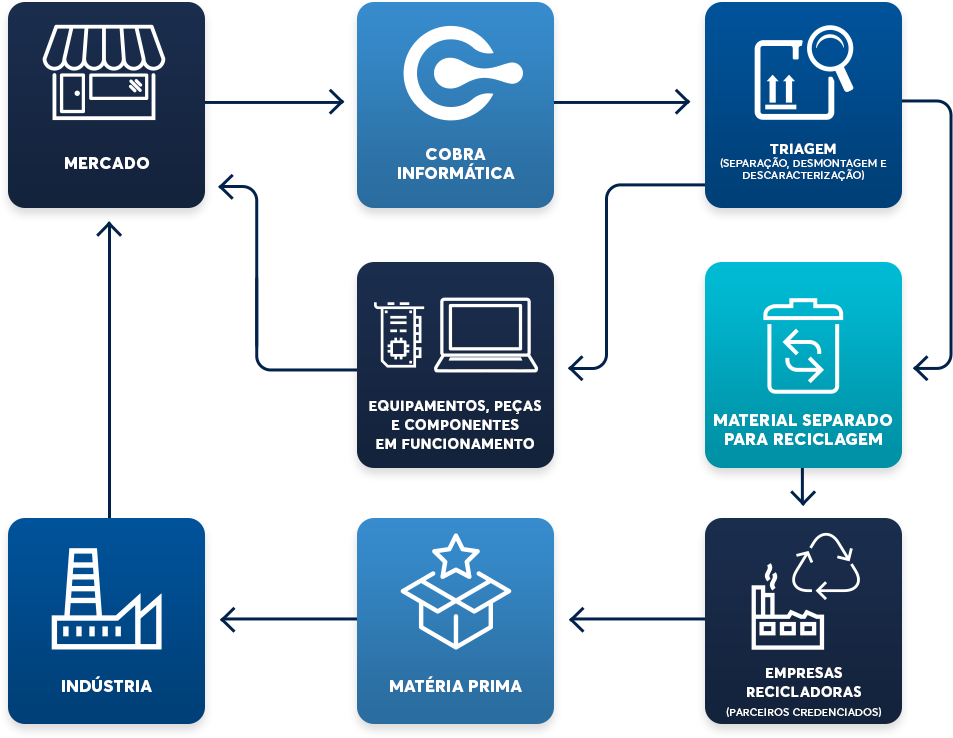 MERCADO
COBRA
INFORMÁTICA
TRIAGEM
(SEPARAÇÃO, DESMONTAGEM E
DESCARACTERIZAÇÃO)
EQUIPAMENTOS, PEÇAS
E COMPONENTES
EM FUNCIONAMENTO
MATERIAL SEPARADO
PARA RECICLAGEM
INDÚSTRIA
MATÉRIA PRIMA
EMPRESAS
RECICLADORAS
(PARCEIROS CREDENCIADOS)